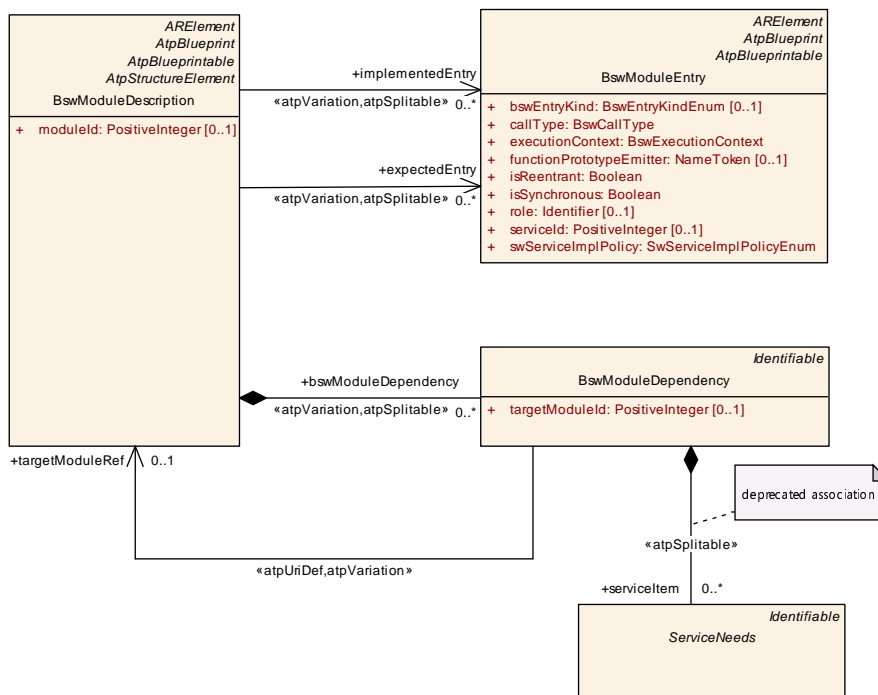 ARElement
AtpBlueprint
AtpBlueprintable
AtpStructureElement
BswModuleDescription
+ moduleId: PositiveInteger [0..1]
+implementedEntry
«atpVariation,atpSplitable» 0..*
+expectedEntry
«atpVariation,atpSplitable» 0..*
ARElement
AtpBlueprint
AtpBlueprintable
BswModuleEntry
+ bswEntryKind: BswEntryKindEnum [0..1]
+ callType: BswCallType
+ executionContext: BswExecutionContext
+ functionPrototypeEmitter: NameToken [0..1]
+ isReentrant: Boolean
+ isSynchronous: Boolean
+ role: Identifier [0..1]
+ serviceId: PositiveInteger [0..1]
+ swServiceImplPolicy: SwServiceImplPolicyEnum
+bswModuleDependency
«atpVariation,atpSplitable» 0..*
Identifiable
BswModuleDependency
+ targetModuleId: PositiveInteger [0..1]
+targetModuleRef 0..1
«atpUriDef,atpVariation»
deprecated association
«atpSplitable»
+serviceItem 0..*
Identifiable
ServiceNeeds